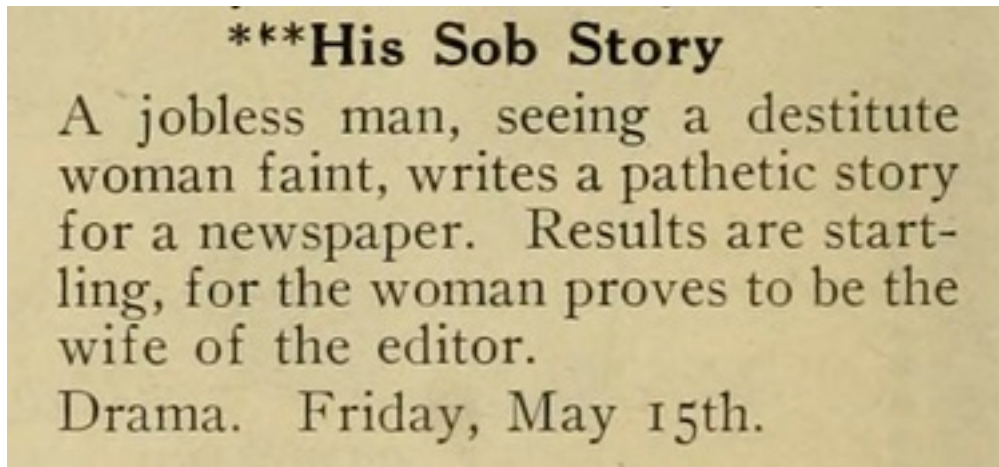 ***His Sob Story
A jobless man, seeing a destitute
woman faint, writes a pathetic story
for a newspaper. Results are start-
ling, for the woman proves to be the
wife of the editor.
Drama. Friday, May 15th.